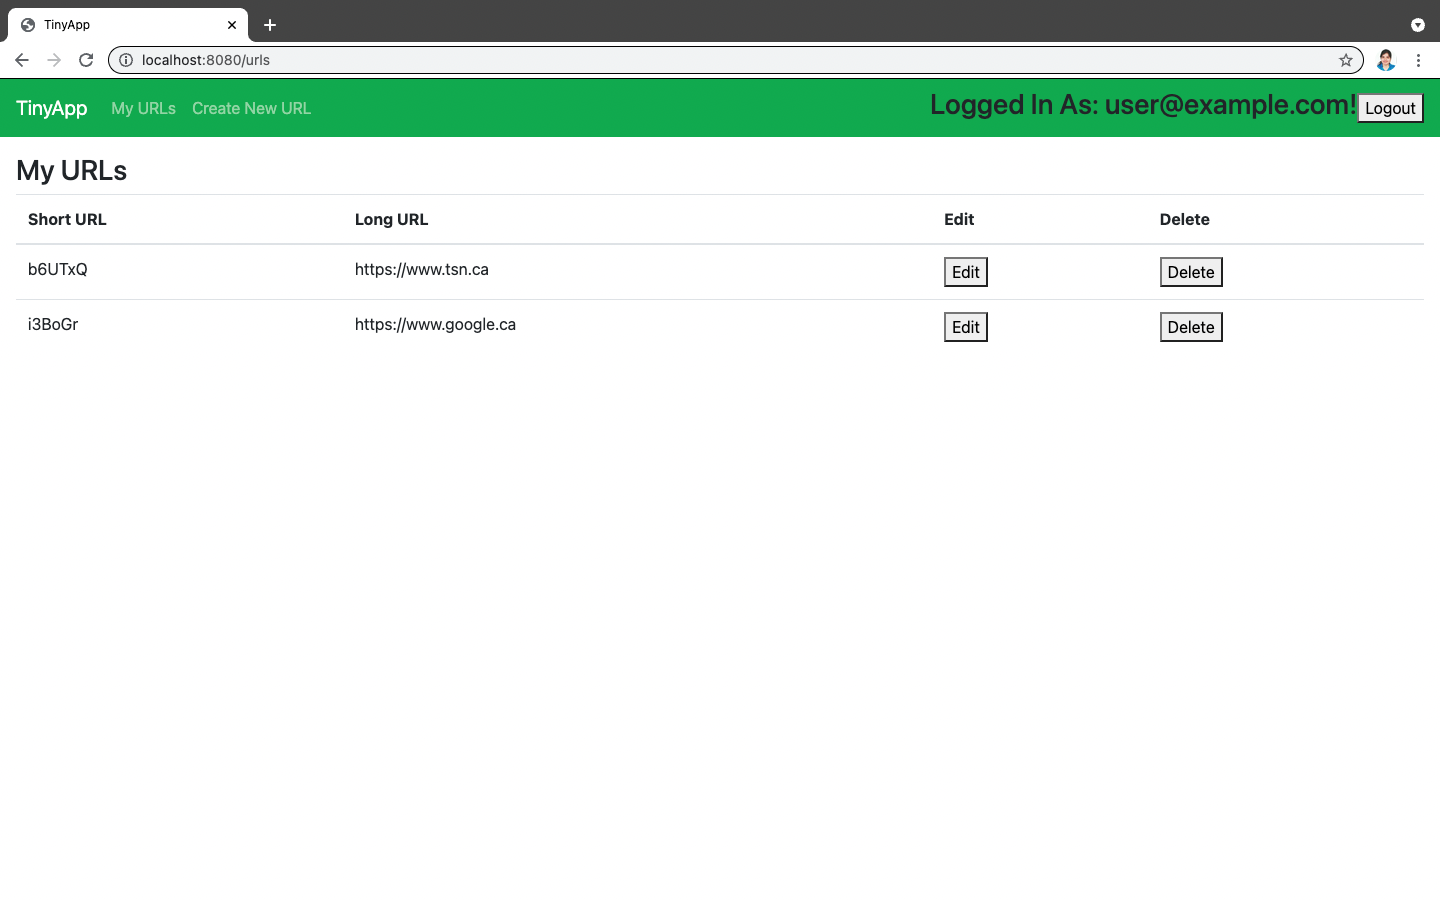 TinyApp
localhost:8080/urls
TinyApp My URLs Create New URL Logged In As: user@example.com! Logout
My URLs
Short URL Long URL Edit Delete
b6UTxQ https://www.tsn.ca Edit Delete
i3BoGr https://www.google.ca Edit Delete